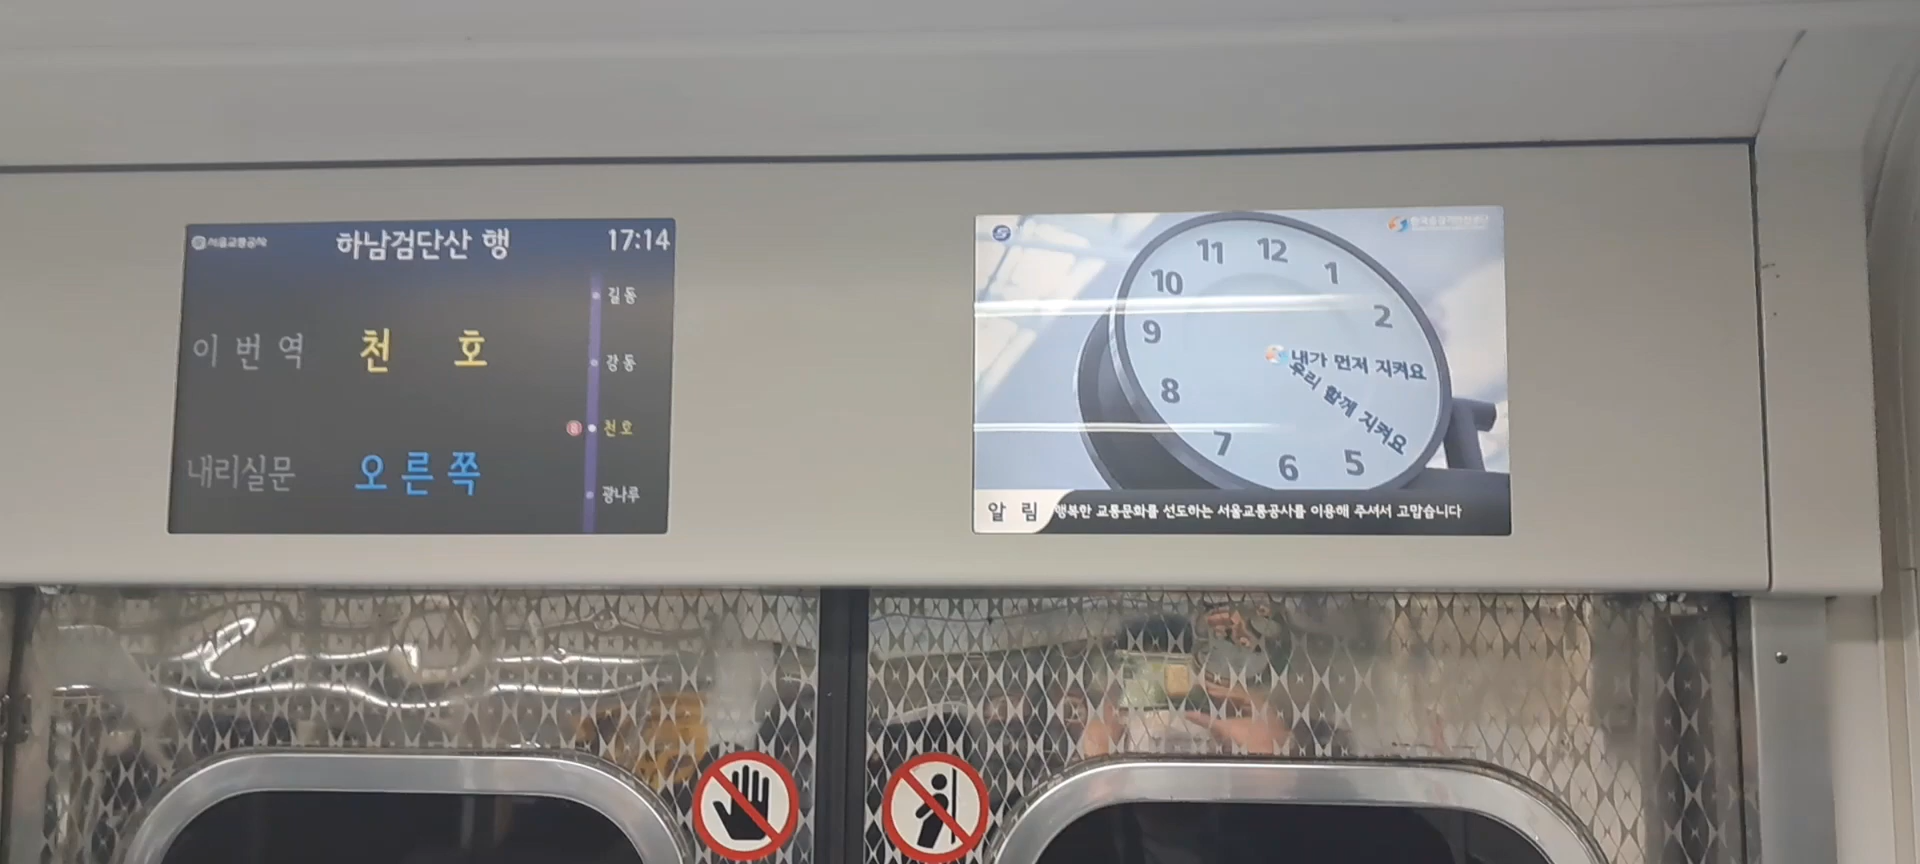 서울교통공사
하남검단산 행
17:14
이번역 천호
내리실문 오른쪽
길동
강동
8 천호
광나루
11 12 1
10 2
9
8
7 6 5
내가 먼저 지켜요
우리 함께 지켜요
알림 행복한 교통문화를 선도하는 서울교통공사를 이용해 주셔서 고맙습니다